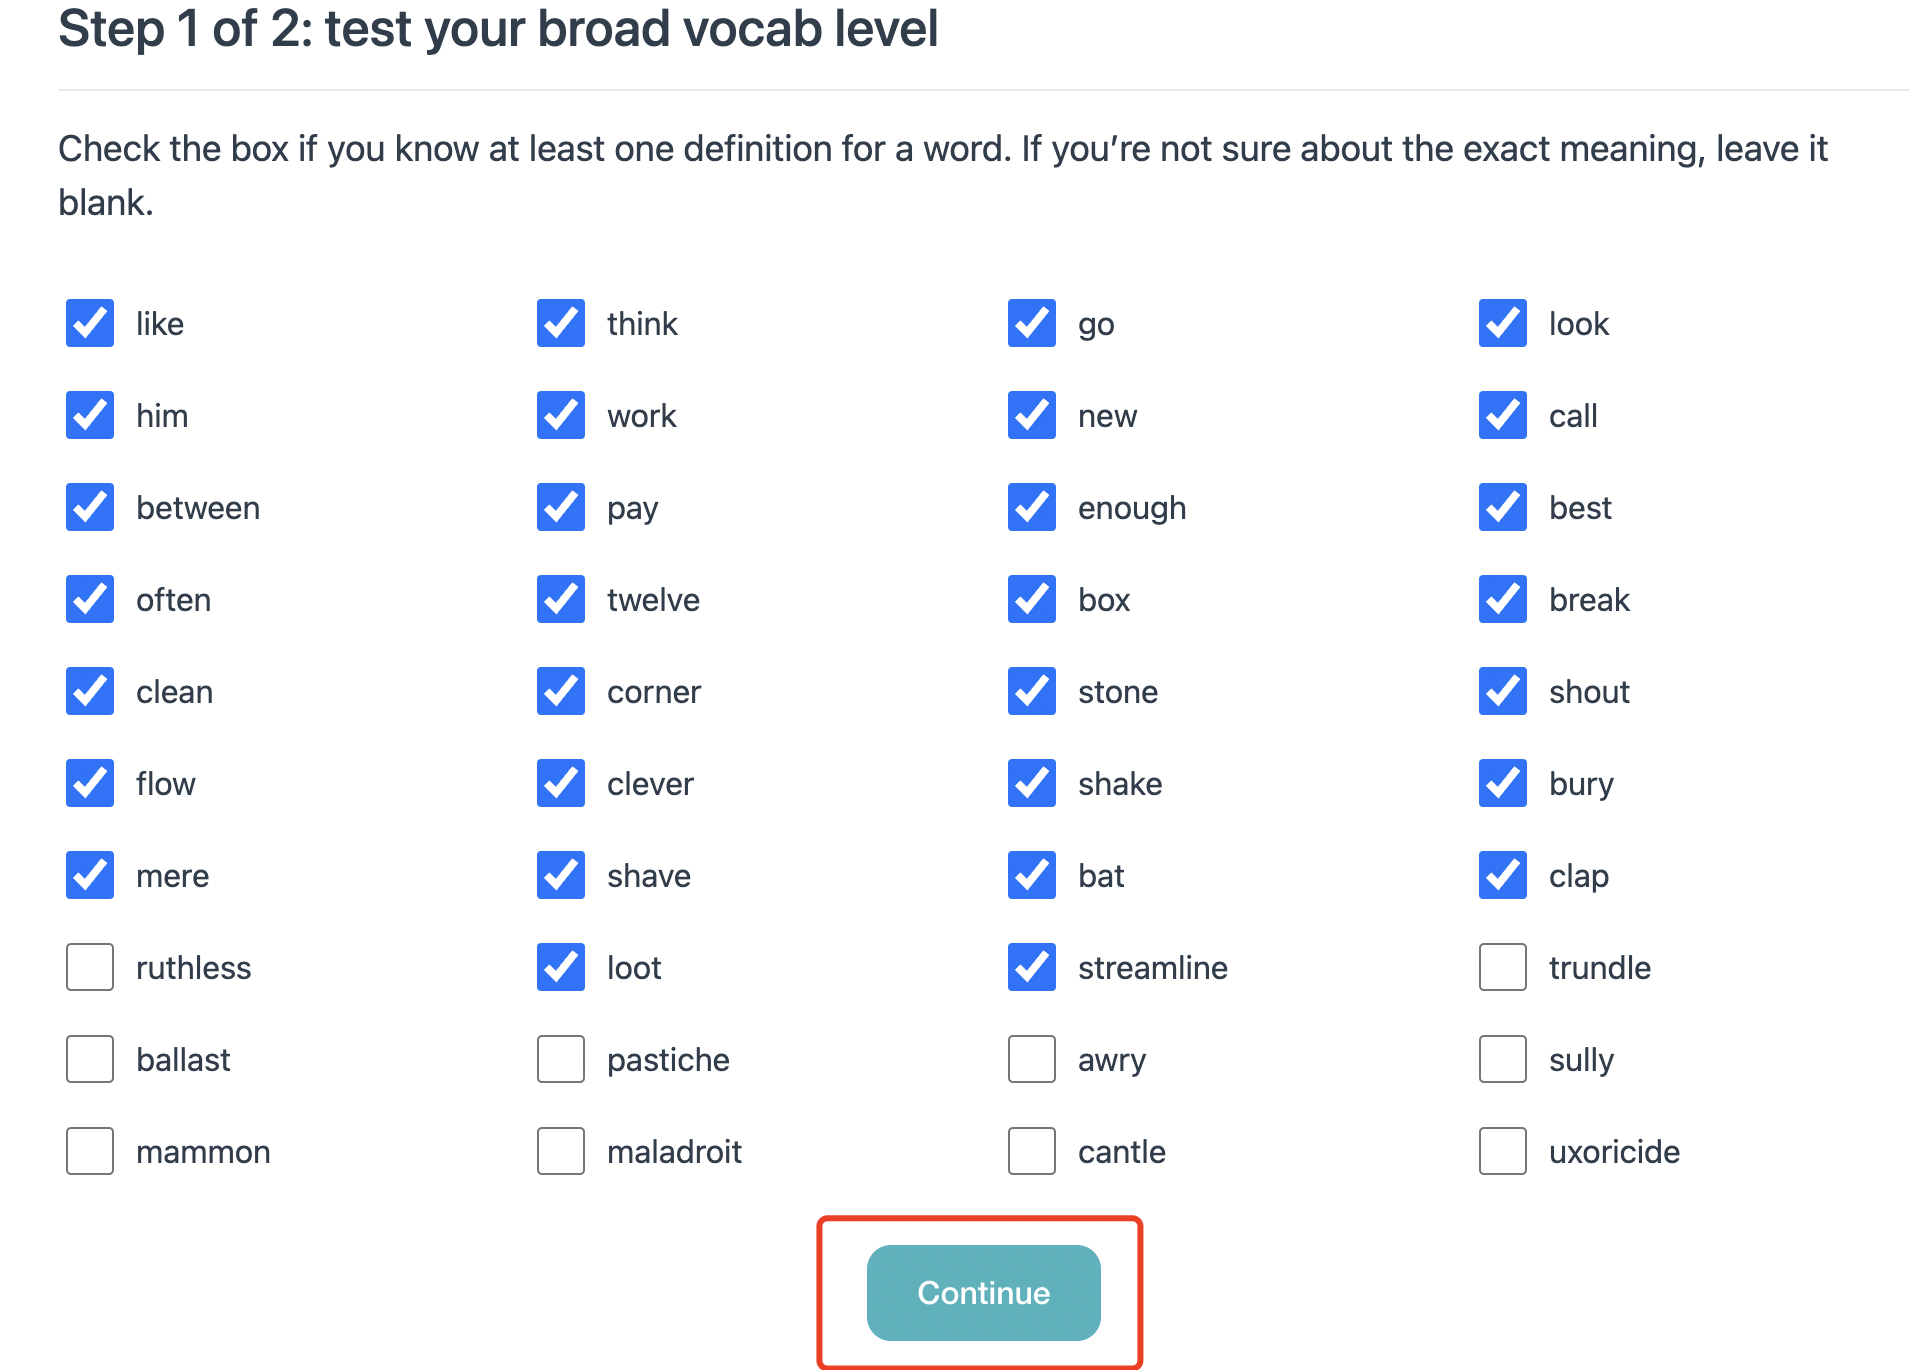 Step 1 of 2: test your broad vocab level
Check the box if you know at least one definition for a word. If you’re not sure about the exact meaning, leave it
blank.
like think go look
him work new call
between pay enough best
often twelve box break
clean corner stone shout
flow clever shake bury
mere shave bat clap
ruthless loot streamline trundle
ballast pastiche awry sully
mammon maladroit cantle uxoricide
Continue